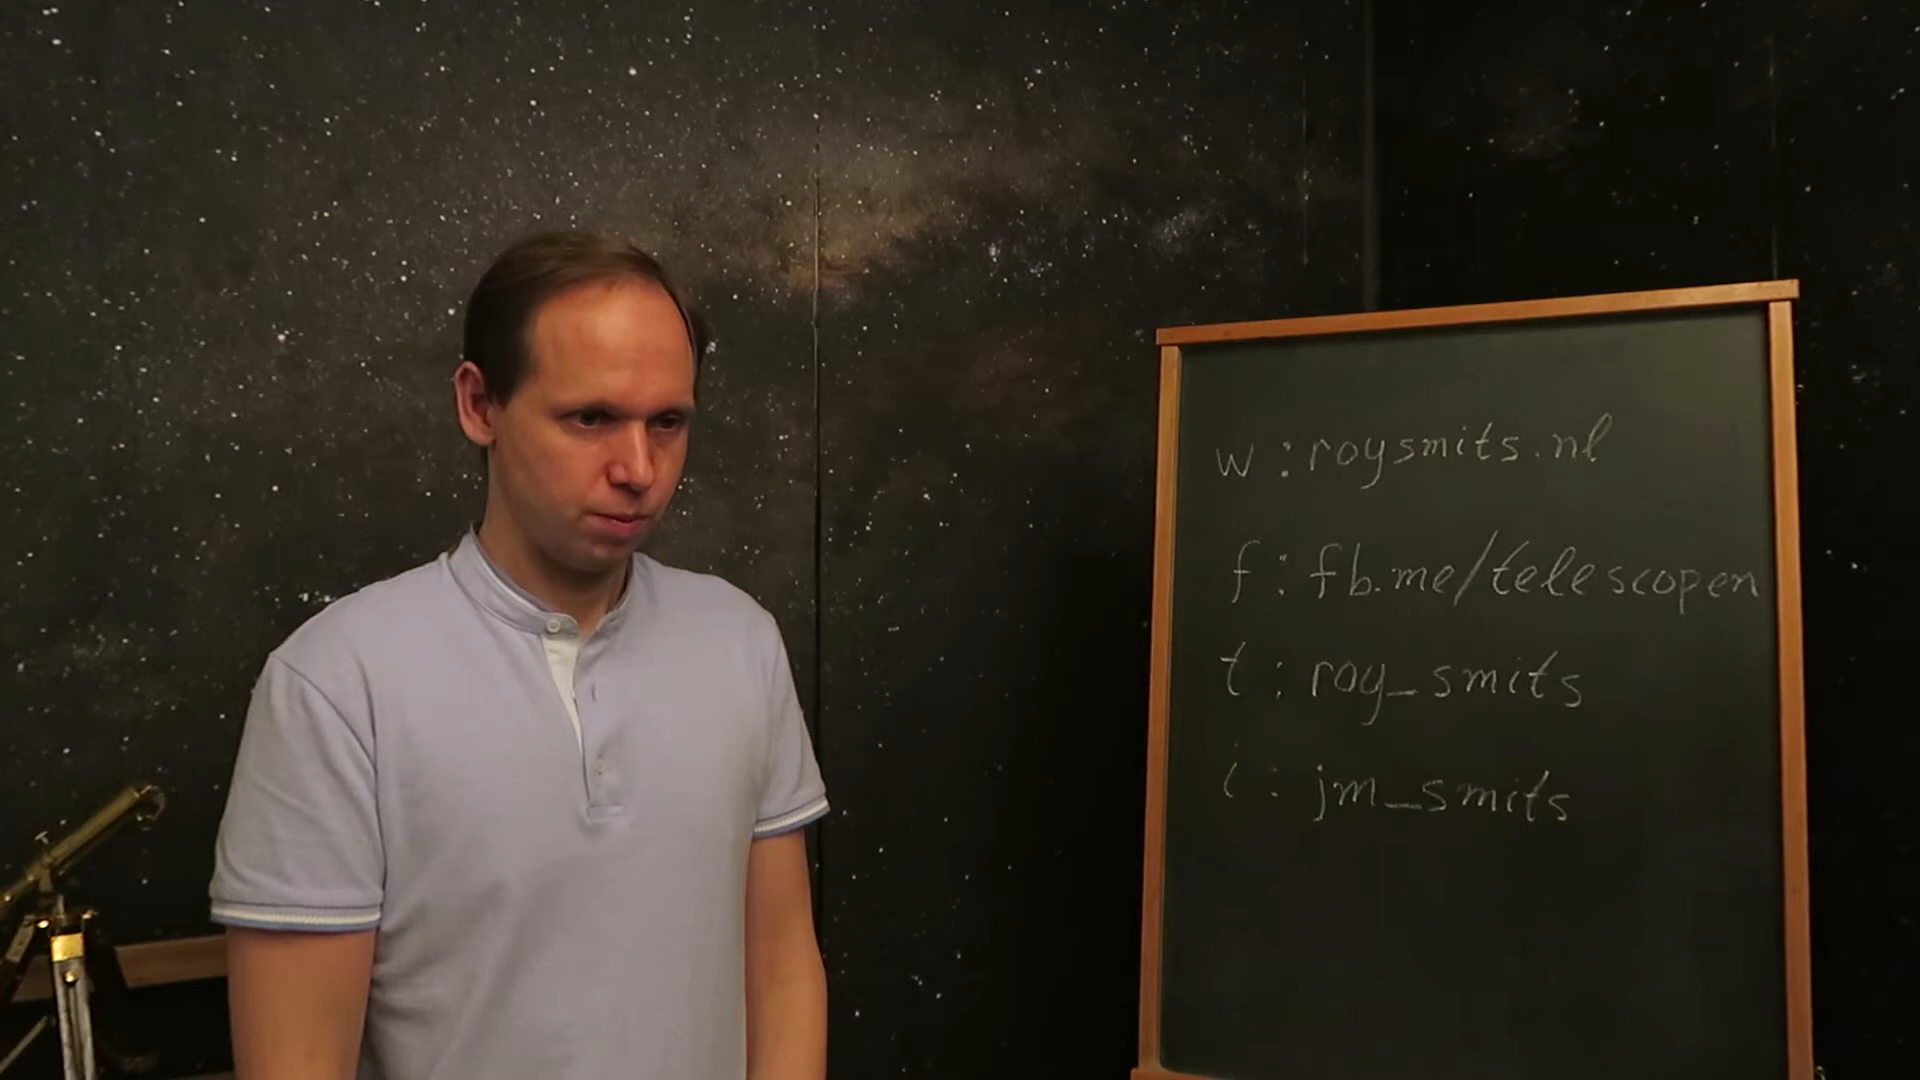 w : roysmits.nl
f : fb.me/telescopen
t : roy_smits
i : jm_smits